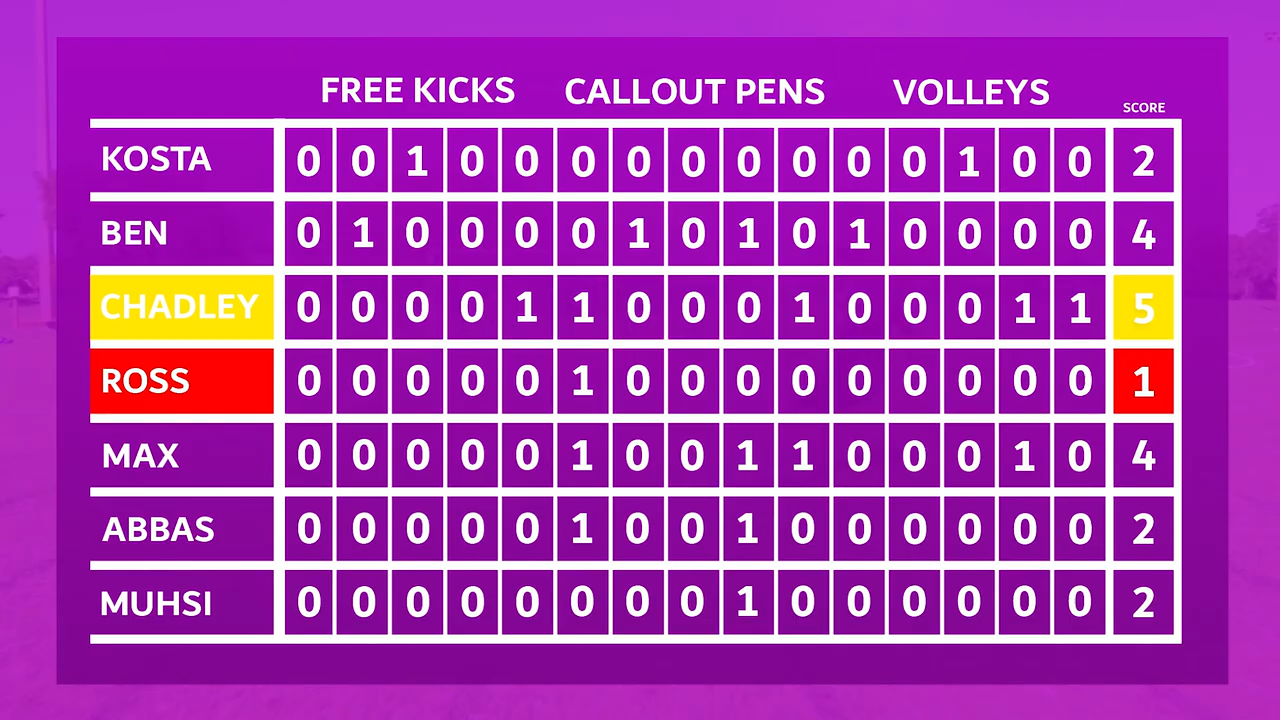 FREE KICKS CALLOUT PENS VOLLEYS SCORE
KOSTA 0 0 1 0 0 0 0 0 0 0 0 0 1 0 0 2
BEN 0 1 0 0 0 0 1 0 1 0 1 0 0 0 0 4
CHADLEY 0 0 0 0 1 1 0 0 0 1 0 0 0 1 1 5
ROSS 0 0 0 0 0 1 0 0 0 0 0 0 0 0 0 1
MAX 0 0 0 0 0 1 0 0 1 1 0 0 0 1 0 4
ABBAS 0 0 0 0 0 1 0 0 1 0 0 0 0 0 0 2
MUHSI 0 0 0 0 0 0 0 0 1 0 0 0 0 0 0 2